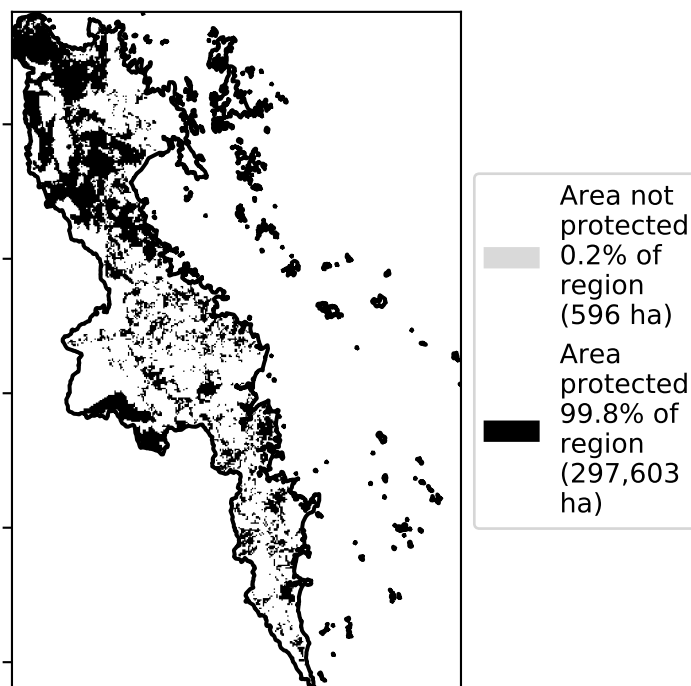 Area not
protected
0.2% of
region
(596 ha)
Area
protected
99.8% of
region
(297,603
ha)